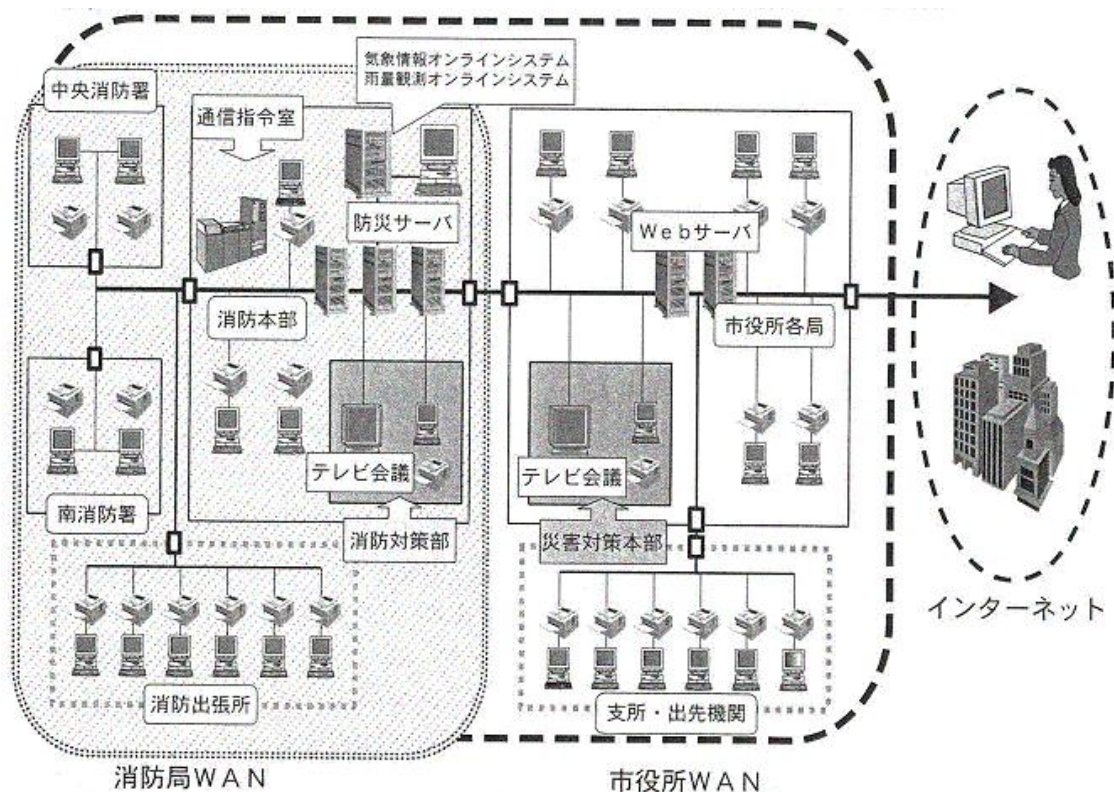 気象情報オンラインシステム
雨量観測オンラインシステム
中央消防署
通信指令室
防災サーバ
Webサーバ
消防本部
市役所各局
テレビ会議
テレビ会議
南消防署
消防対策部
災害対策本部
インターネット
消防出張所
支所・出先機関
消防局WAN
市役所WAN